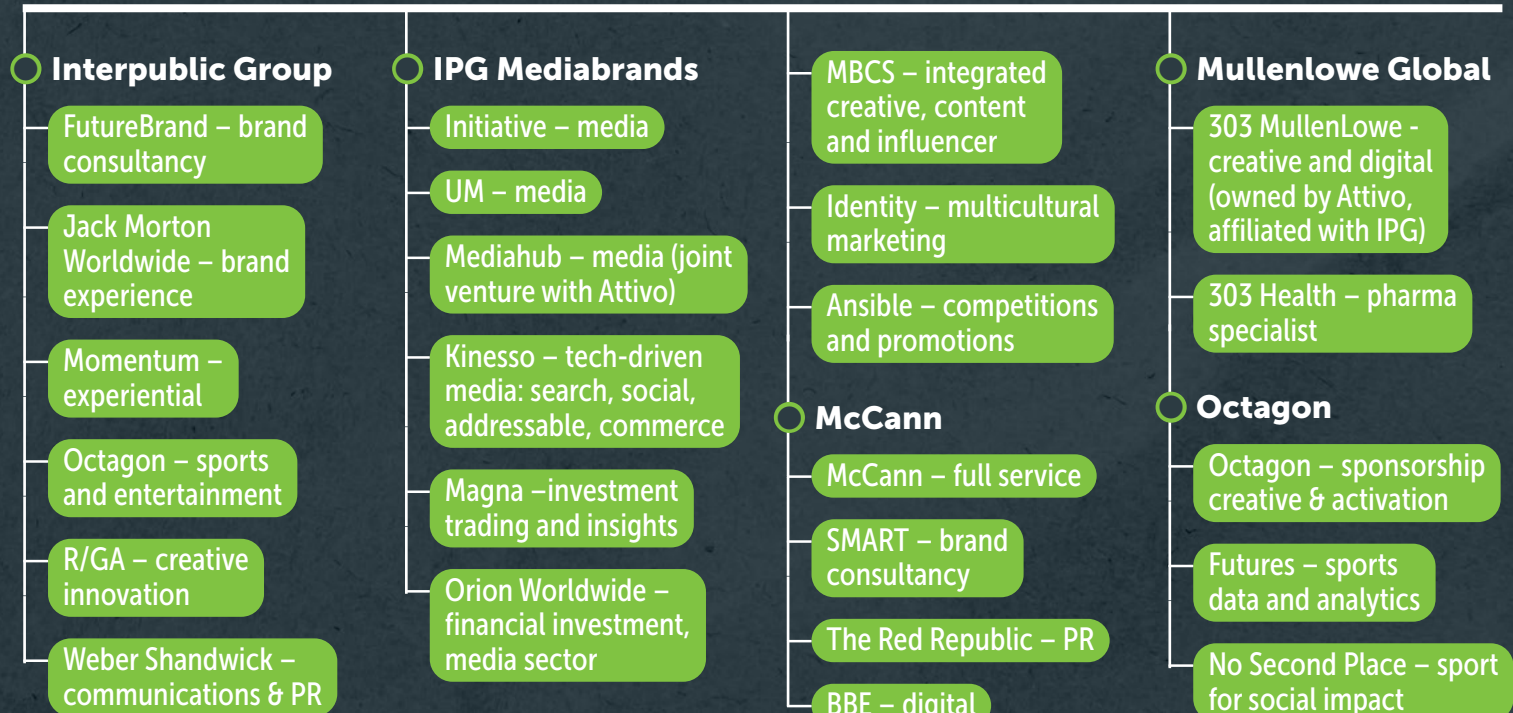 Interpublic Group
FutureBrand – brand
consultancy
Jack Morton
Worldwide – brand
experience
Momentum –
experiential
Octagon – sports
and entertainment
R/GA – creative
innovation
Weber Shandwick –
communications & PR
IPG Mediabrands
Initiative – media
UM – media
Mediahub – media (joint
venture with Attivo)
Kinesso – tech-driven
media: search, social,
addressable, commerce
Magna –investment
trading and insights
Orion Worldwide –
financial investment,
media sector
MBCS – integrated
creative, content
and influencer
Identity – multicultural
marketing
Ansible – competitions
and promotions
McCann
McCann – full service
SMART – brand
consultancy
The Red Republic – PR
BBE – digital
Mullenlowe Global
303 MullenLowe -
creative and digital
(owned by Attivo,
affiliated with IPG)
303 Health – pharma
specialist
Octagon
Octagon – sponsorship
creative & activation
Futures – sports
data and analytics
No Second Place – sport
for social impact